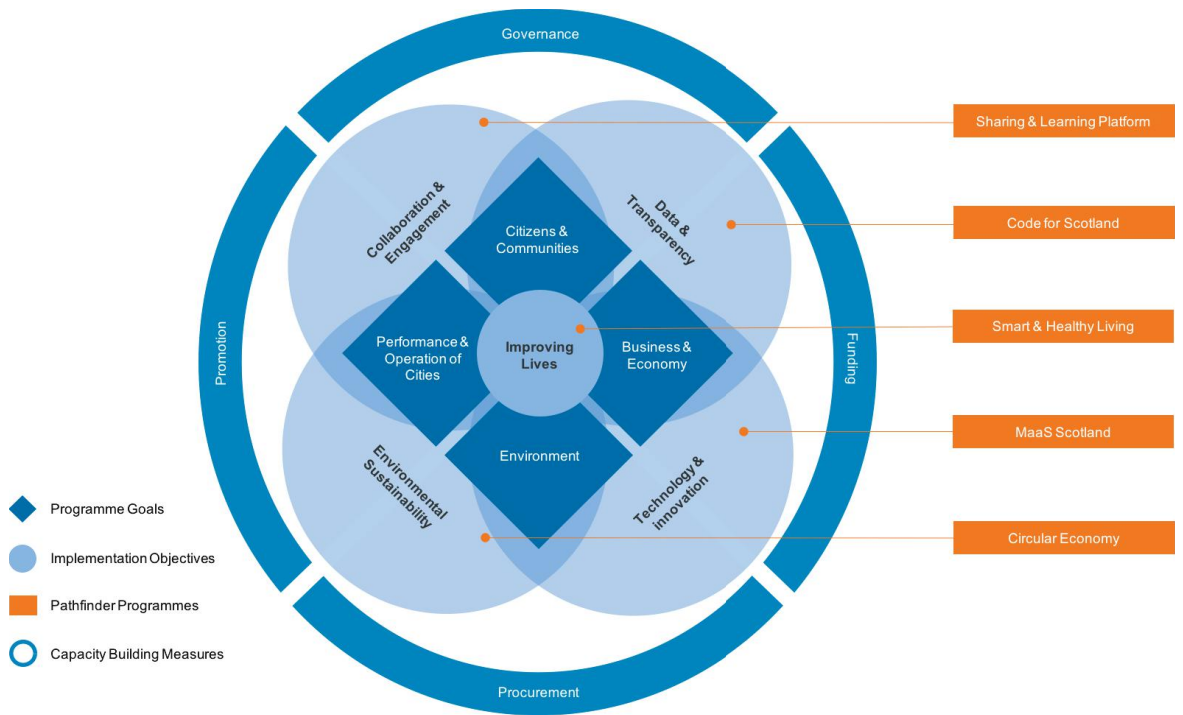 Governance
Sharing & Learning Platform
Collaboration &
Engagement
Data &
Transparency
Citizens &
Communities
Code for Scotland
Promotion
Performance &
Operation of
Cities
Improving
Lives
Business &
Economy
Smart & Healthy Living
Funding
MaaS Scotland
Environmental
Sustainability
Environment
Technology &
innovation
Circular Economy
Programme Goals
Implementation Objectives
Pathfinder Programmes
Capacity Building Measures
Procurement